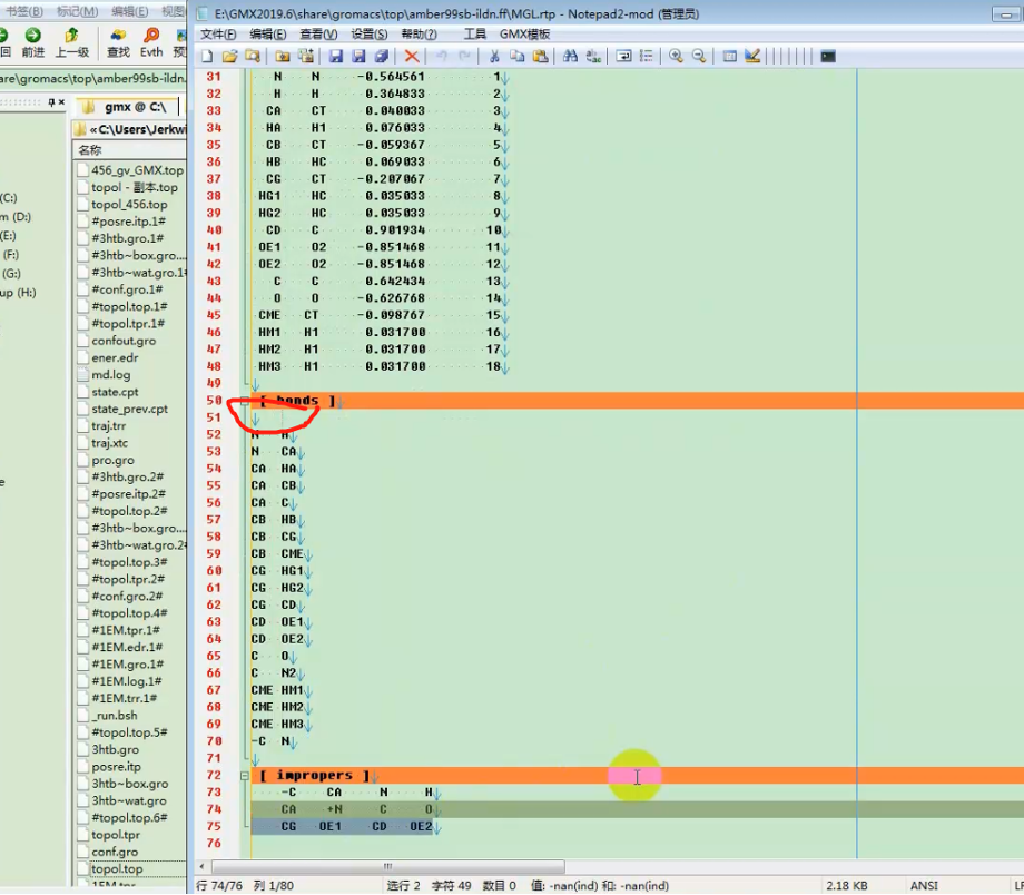 书签(B) 标记(M) 编辑(E) 视图
前进 上一级 查找 Evth
are\gromacs\top\amber99sb-ildn.
gmx @ C:\
«C:\Users\Jerkwi
名称
456_gv_GMX.top
topol - 副本.top
topol_456.top
#posre.itp.1#
#3htb.gro.1#
#3htb~box.gro....
#3htb~wat.gro.1#
#conf.gro.1#
#topol.top.1#
#topol.tpr.1#
confout.gro
ener.edr
md.log
state.cpt
state_prev.cpt
traj.trr
traj.xtc
pro.gro
#3htb.gro.2#
#posre.itp.2#
#topol.top.2#
#3htb~box.gro....
#3htb~wat.gro.2#
#topol.top.3#
#topol.tpr.2#
#conf.gro.2#
#topol.top.4#
#1EM.tpr.1#
#1EM.edr.1#
#1EM.gro.1#
#1EM.log.1#
#1EM.trr.1#
_run.bsh
#topol.top.5#
3htb.gro
posre.itp
3htb~box.gro
3htb~wat.gro
#topol.top.6#
topol.tpr
conf.gro
topol.top
1EM.tpr
(C:)
m (D:)
(E:)
(F:)
(G:)
up (H:)
E:\GMX2019.6\share\gromacs\top\amber99sb-ildn.ff\MGL.rtp - Notepad2-mod (管理员)
文件(F) 编辑(E) 查看(V) 设置(S) 帮助(?) 工具 GMX模板
31 N N -0.564561 1
32 H H 0.364833 2
33 CA CT 0.040033 3
34 HA H1 0.076033 4
35 CB CT -0.059367 5
36 HB HC 0.069033 6
37 CG CT -0.207067 7
38 HG1 HC 0.035033 8
39 HG2 HC 0.035033 9
40 CD C 0.901934 10
41 OE1 O2 -0.851468 11
42 OE2 O2 -0.851468 12
43 C C 0.642434 13
44 O O -0.626768 14
45 CME CT -0.098767 15
46 HM1 H1 0.031700 16
47 HM2 H1 0.031700 17
48 HM3 H1 0.031700 18
49
50 [ bonds ]
51
52 N H
53 N CA
54 CA HA
55 CA CB
56 CA C
57 CB HB
58 CB CG
59 CB CME
60 CG HG1
61 CG HG2
62 CG CD
63 CD OE1
64 CD OE2
65 C O
66 C N2
67 CME HM1
68 CME HM2
69 CME HM3
70 -C N
71
72 [ impropers ]
73 -C CA N H
74 CA +N C O
75 CG OE1 CD OE2
76
行 74/76 列 1/80 选行 2 字符 49 数目 0 值: -nan(ind) 和: -nan(ind) 2.18 KB ANSI